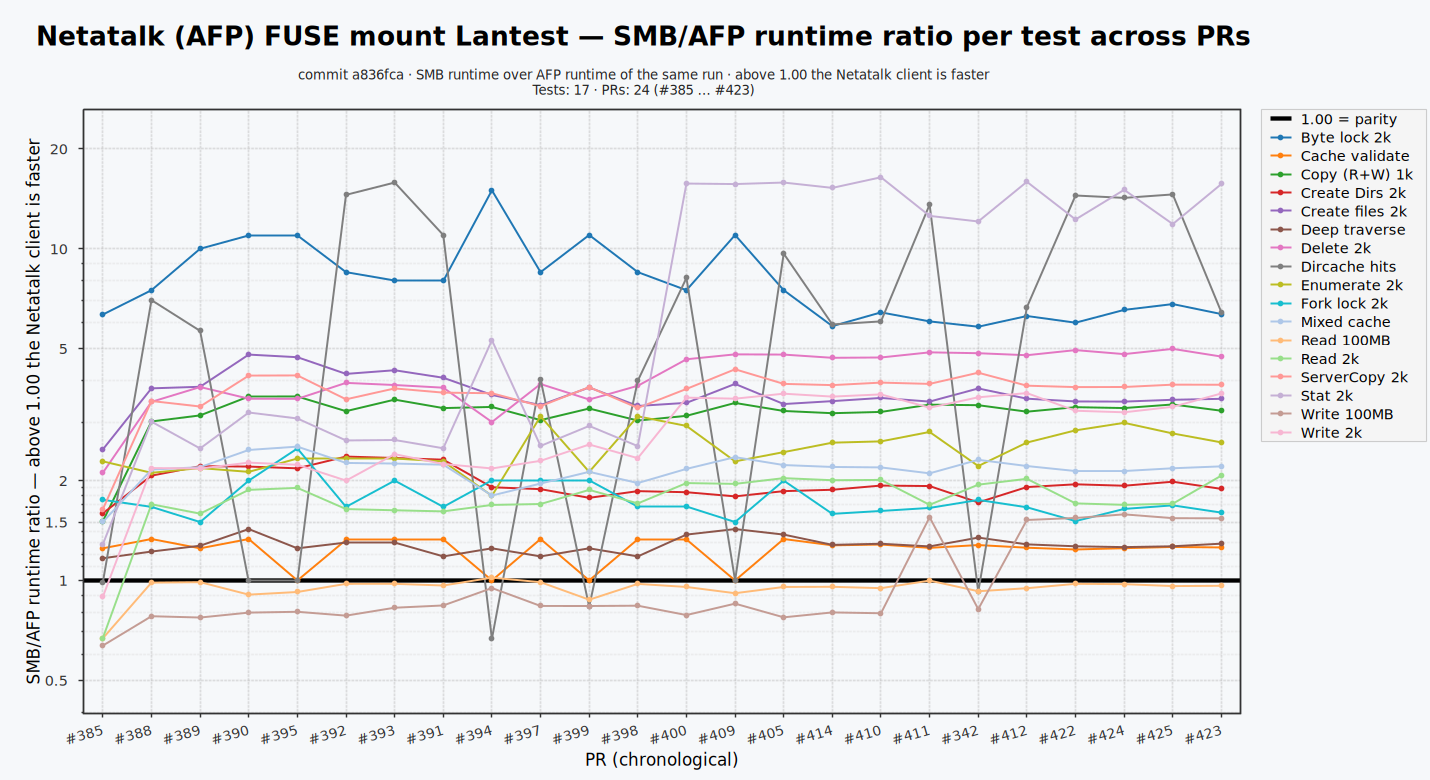 Netatalk (AFP) FUSE mount Lantest — SMB/AFP runtime ratio per test across PRs
commit a836fca · SMB runtime over AFP runtime of the same run · above 1.00 the Netatalk client is faster
Tests: 17 · PRs: 24 (#385 … #423)
SMB/AFP runtime ratio — above 1.00 the Netatalk client is faster
20
10
5
2
1.5
1
0.5
#385 #388 #389 #390 #395 #392 #393 #391 #394 #397 #399 #398 #400 #409 #405 #414 #410 #411 #342 #412 #422 #424 #425 #423
PR (chronological)
1.00 = parity
Byte lock 2k
Cache validate
Copy (R+W) 1k
Create Dirs 2k
Create files 2k
Deep traverse
Delete 2k
Dircache hits
Enumerate 2k
Fork lock 2k
Mixed cache
Read 100MB
Read 2k
ServerCopy 2k
Stat 2k
Write 100MB
Write 2k